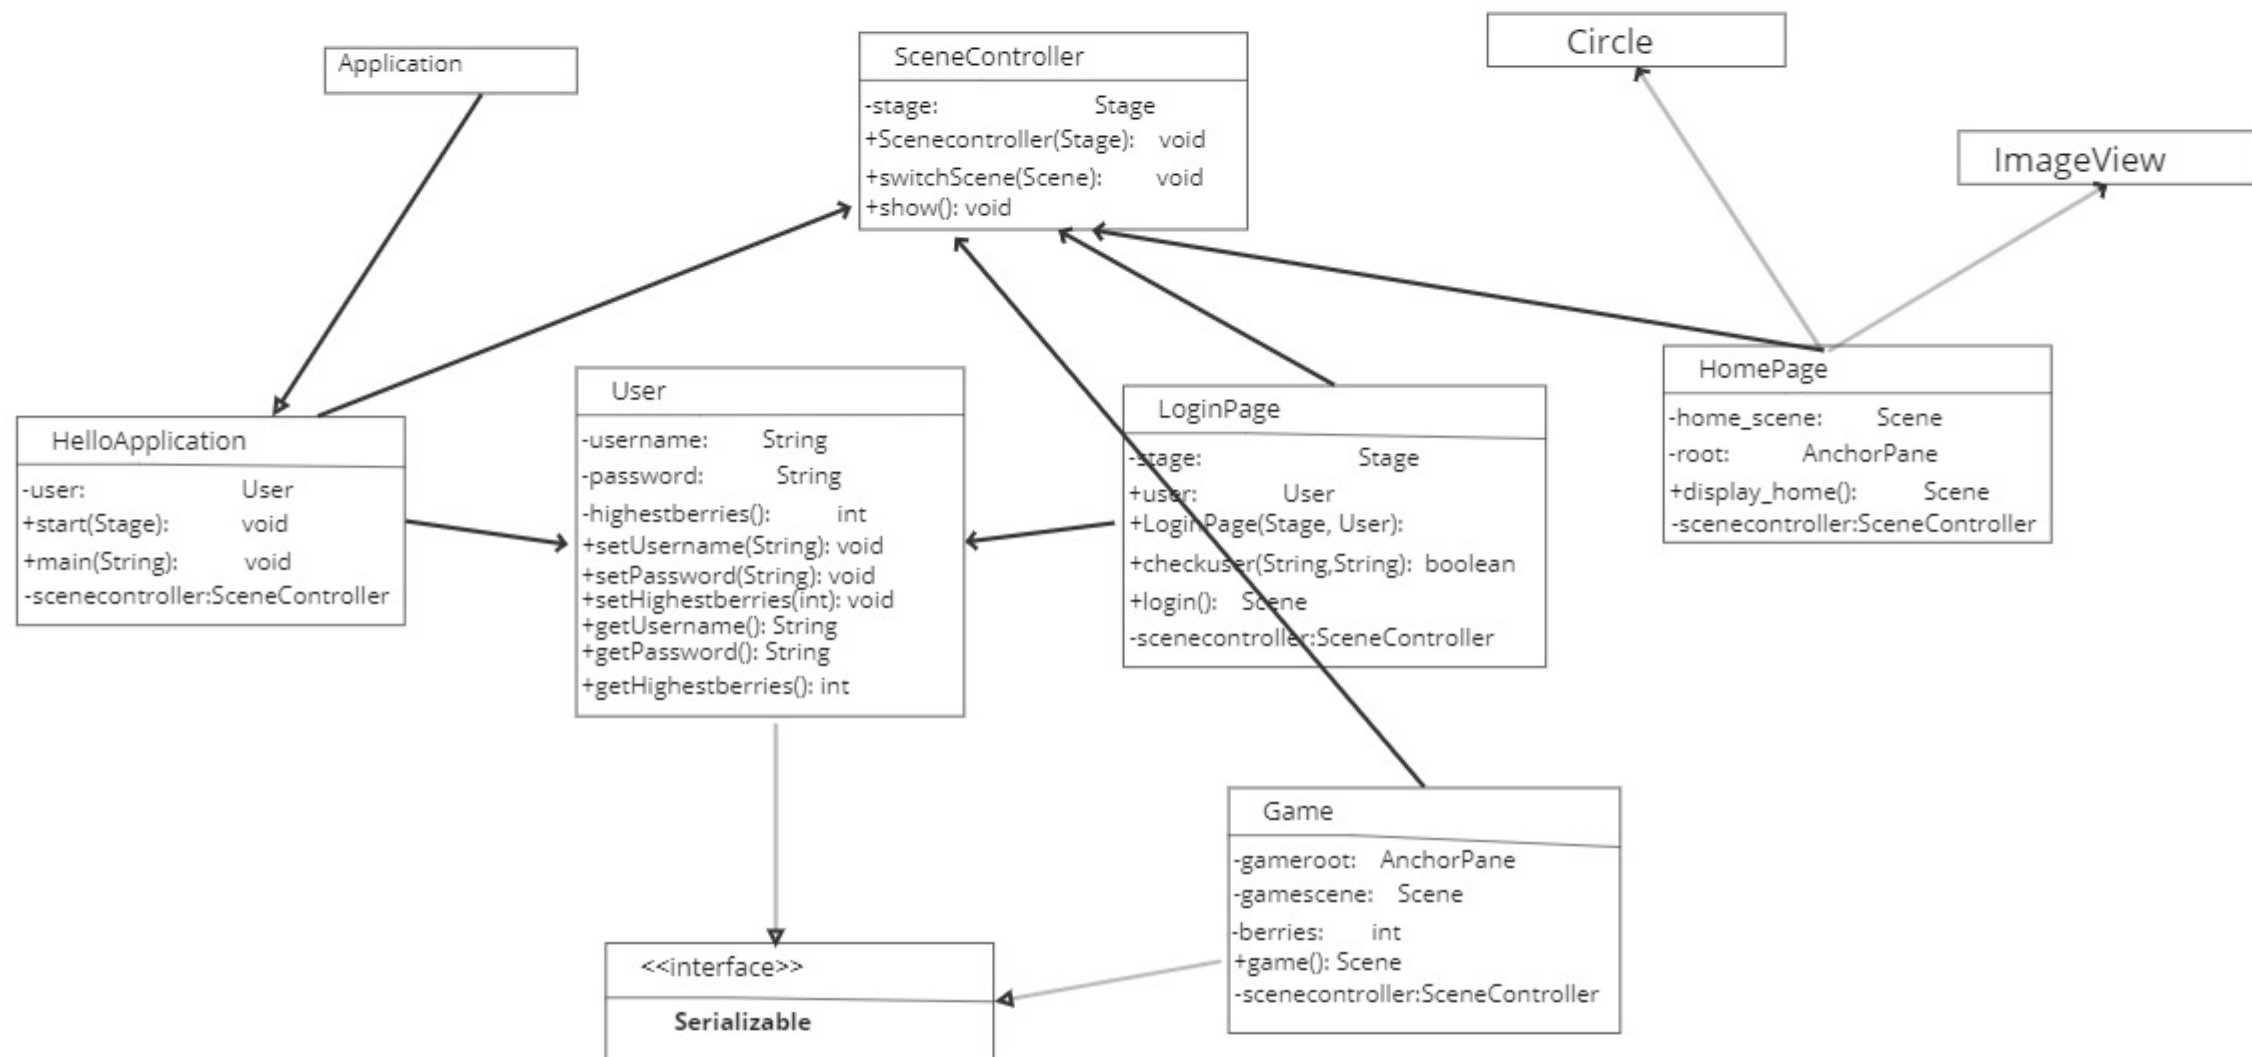 Application
SceneController
-stage: Stage
+Scenecontroller(Stage): void
+switchScene(Scene): void
+show(): void
Circle
ImageView
HelloApplication
-user: User
+start(Stage): void
+main(String): void
-scenecontroller:SceneController
User
-username: String
-password: String
-highestberries(): int
+setUsername(String): void
+setPassword(String): void
+setHighestberries(int): void
+getUsername(): String
+getPassword(): String
+getHighestberries(): int
LoginPage
-stage: Stage
+user: User
+LoginPage(Stage, User):
+checkuser(String,String): boolean
+login(): Scene
-scenecontroller:SceneController
HomePage
-home_scene: Scene
-root: AnchorPane
+display_home(): Scene
-scenecontroller:SceneController
<<interface>>
Serializable
Game
-gameroot: AnchorPane
-gamescene: Scene
-berries: int
+game(): Scene
-scenecontroller:SceneController